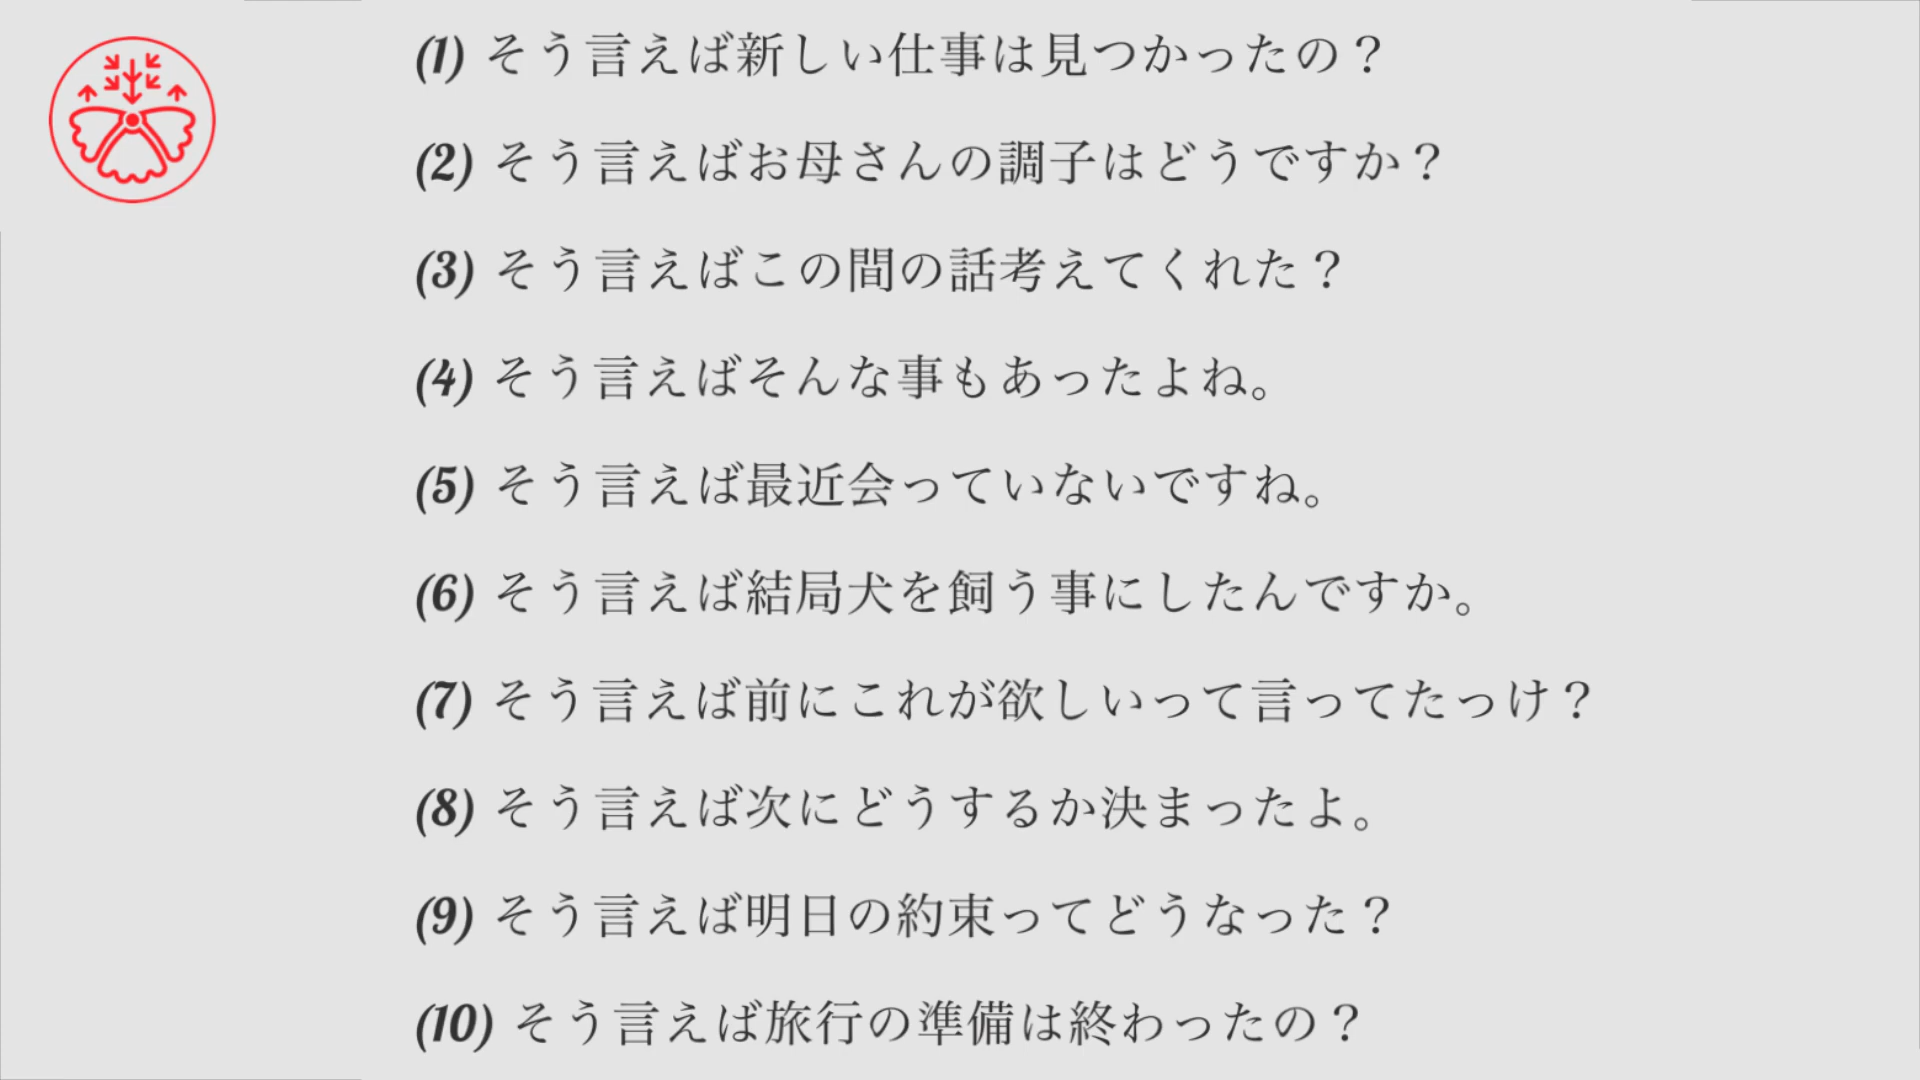 (1) そう言えば新しい仕事は見つかったの？
(2) そう言えばお母さんの調子はどうですか？
(3) そう言えばこの間の話考えてくれた？
(4) そう言えばそんな事もあったよね。
(5) そう言えば最近会っていないですね。
(6) そう言えば結局犬を飼う事にしたんですか。
(7) そう言えば前にこれが欲しいって言ってたっけ？
(8) そう言えば次にどうするか決まったよ。
(9) そう言えば明日の約束ってどうなった？
(10) そう言えば旅行の準備は終わったの？